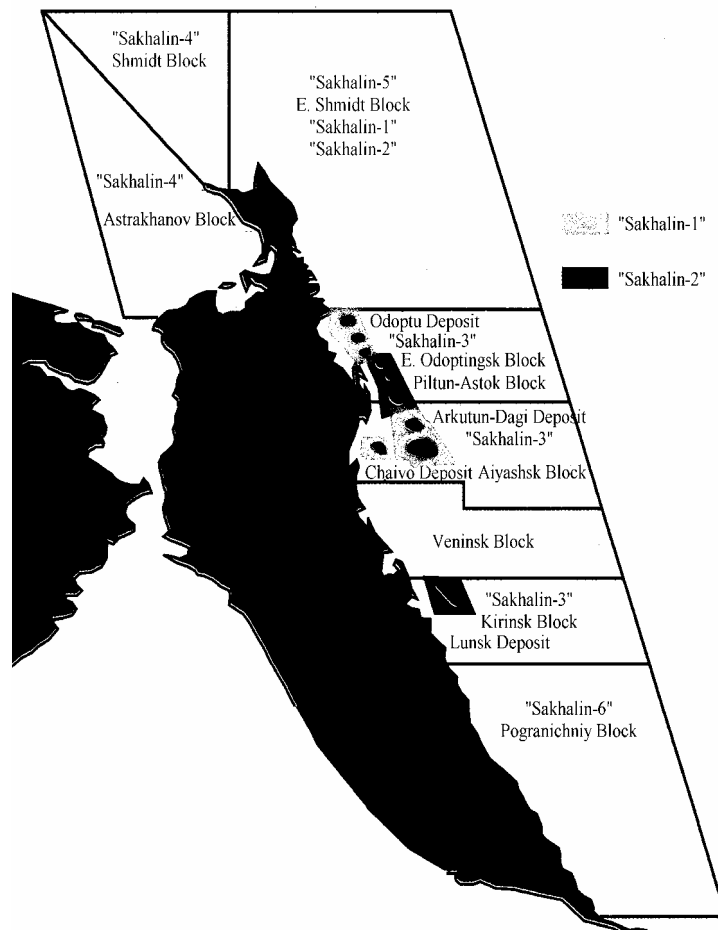 "Sakhalin-4"
Shmidt Block
"Sakhalin-5"
E. Shmidt Block
"Sakhalin-1"
"Sakhalin-2"
"Sakhalin-4"
Astrakhanov Block
"Sakhalin-1"
"Sakhalin-2"
Odoptu Deposit
"Sakhalin-3"
E. Odoptingsk Block
Piltun-Astok Block
Arkutun-Dagi Deposit
"Sakhalin-3"
Chaivo Deposit Aiyashsk Block
Veninsk Block
"Sakhalin-3"
Kirinsk Block
Lunsk Deposit
"Sakhalin-6"
Pogranichniy Block